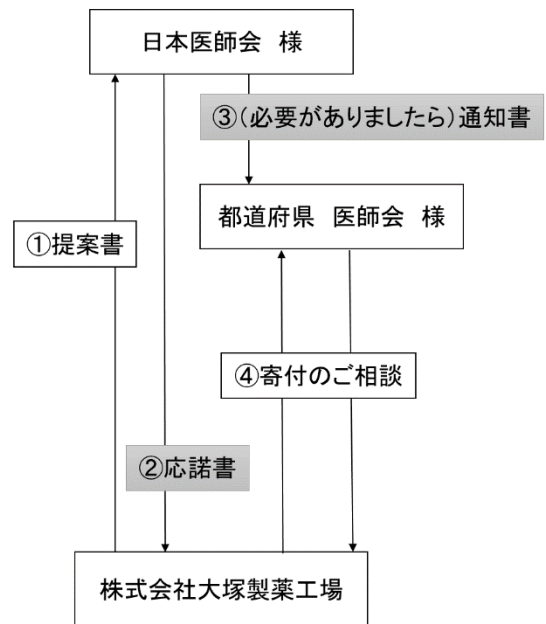 日本医師会　様
③(必要がありましたら)通知書
都道府県　医師会　様
①提案書
④寄付のご相談
②応諾書
株式会社大塚製薬工場